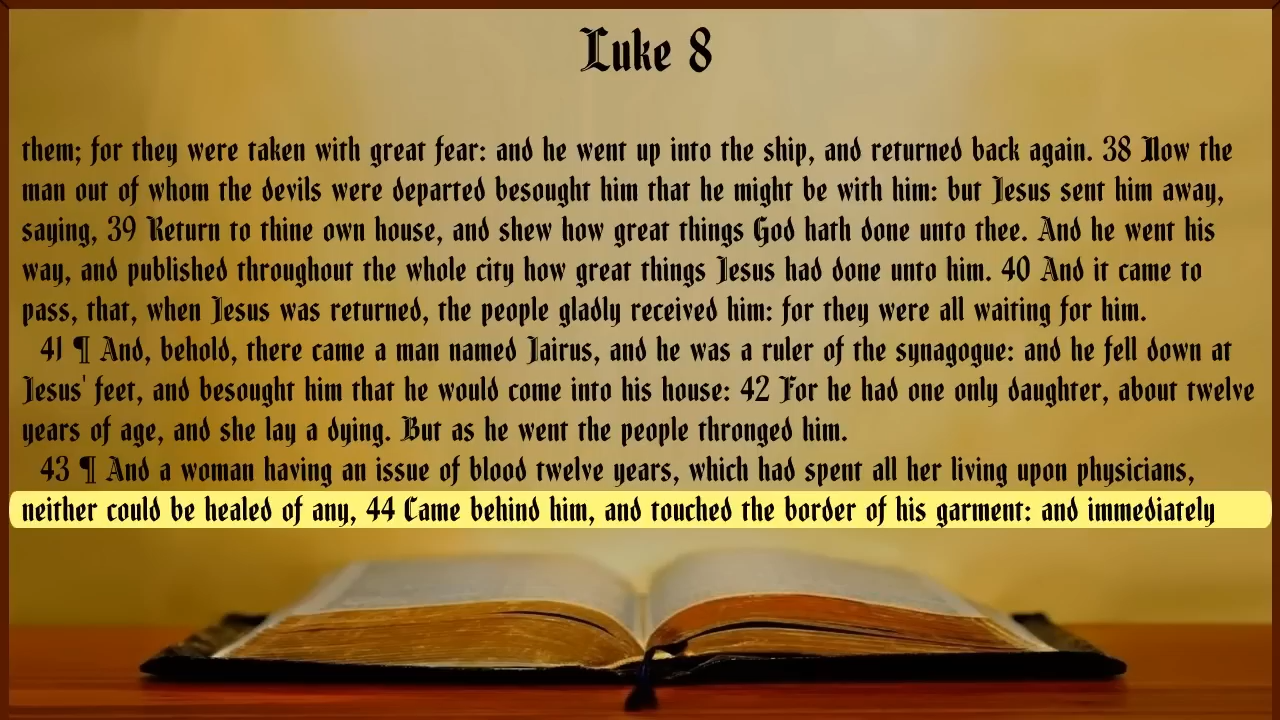 Luke 8
them; for they were taken with great fear: and he went up into the ship, and returned back again. 38 Now the
man out of whom the devils were departed besought him that he might be with him: but Jesus sent him away,
saying, 39 Return to thine own house, and shew how great things God hath done unto thee. And he went his
way, and published throughout the whole city how great things Jesus had done unto him. 40 And it came to
pass, that, when Jesus was returned, the people gladly received him: for they were all waiting for him.
41 ¶ And, behold, there came a man named Jairus, and he was a ruler of the synagogue: and he fell down at
Jesus' feet, and besought him that he would come into his house: 42 For he had one only daughter, about twelve
years of age, and she lay a dying. But as he went the people thronged him.
43 ¶ And a woman having an issue of blood twelve years, which had spent all her living upon physicians,
neither could be healed of any, 44 Came behind him, and touched the border of his garment: and immediately